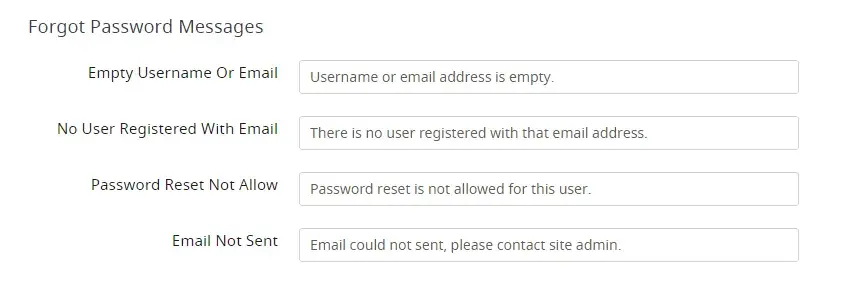 Forgot Password Messages
Empty Username Or Email
Username or email address is empty.
No User Registered With Email
There is no user registered with that email address.
Password Reset Not Allow
Password reset is not allowed for this user.
Email Not Sent
Email could not sent, please contact site admin.